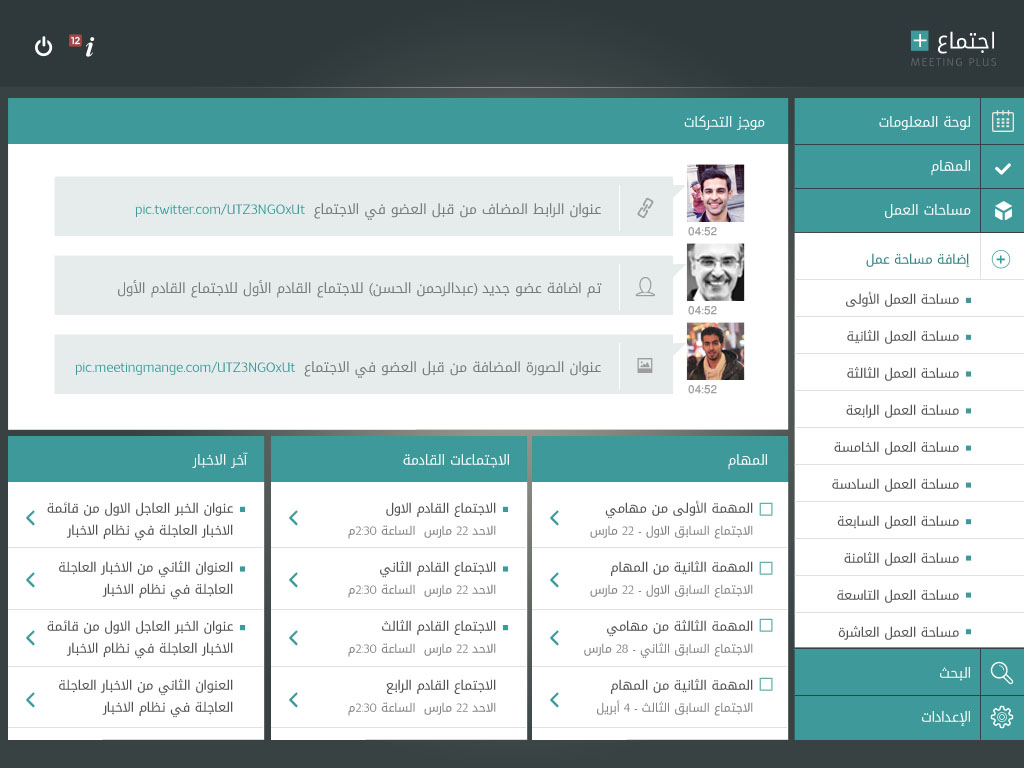 اجتماع
MEETING PLUS
12
i
لوحة المعلومات
المهام
مساحات العمل
إضافة مساحة عمل
مساحة العمل الأولى
مساحة العمل الثانية
مساحة العمل الثالثة
مساحة العمل الرابعة
مساحة العمل الخامسة
مساحة العمل السادسة
مساحة العمل السابعة
مساحة العمل الثامنة
مساحة العمل التاسعة
مساحة العمل العاشرة
البحث
الإعدادات
موجز التحركات
عنوان الرابط المضاف من قبل العضو في الاجتماع pic.twitter.com/UTZ3NGOxUt
04:52
تم اضافة عضو جديد (عبدالرحمن الحسن) للاجتماع القادم الأول للاجتماع القادم الأول
04:52
عنوان الصورة المضافة من قبل العضو في الاجتماع pic.meetingmange.com/UTZ3NGOxUt
04:52
المهام
المهمة الأولى من مهامي
الاجتماع السابق الاول - 22 مارس
المهمة الثانية من المهام
الاجتماع السابق الاول - 22 مارس
المهمة الثالثة من مهامي
الاجتماع السابق الثاني - 28 مارس
المهمة الثانية من المهام
الاجتماع السابق الثالث - 4 أبريل
الاجتماعات القادمة
الاجتماع القادم الاول
الاحد 22 مارس الساعة 2:30م
الاجتماع القادم الثاني
الاحد 22 مارس الساعة 2:30م
الاجتماع القادم الثالث
الاحد 22 مارس الساعة 2:30م
الاجتماع القادم الرابع
الاحد 22 مارس الساعة 2:30م
آخر الاخبار
عنوان الخبر العاجل الاول من قائمة
الاخبار العاجلة في نظام الاخبار
العنوان الثاني من الاخبار العاجلة
العاجلة في نظام الاخبار
عنوان الخبر العاجل الاول من قائمة
الاخبار العاجلة في نظام الاخبار
العنوان الثاني من الاخبار العاجلة
العاجلة في نظام الاخبار